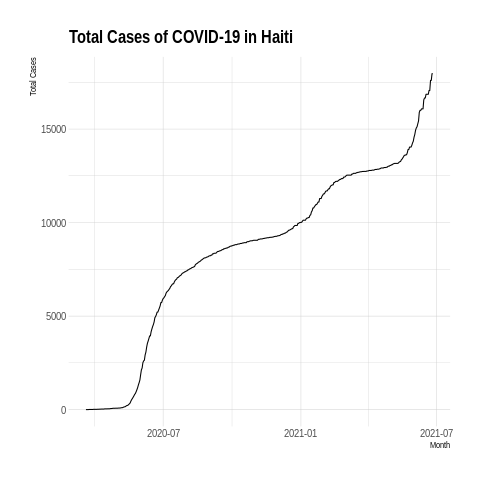 Total Cases of COVID-19 in Haiti
Total Cases
15000
10000
5000
0
2020-07
2021-01
2021-07
Month